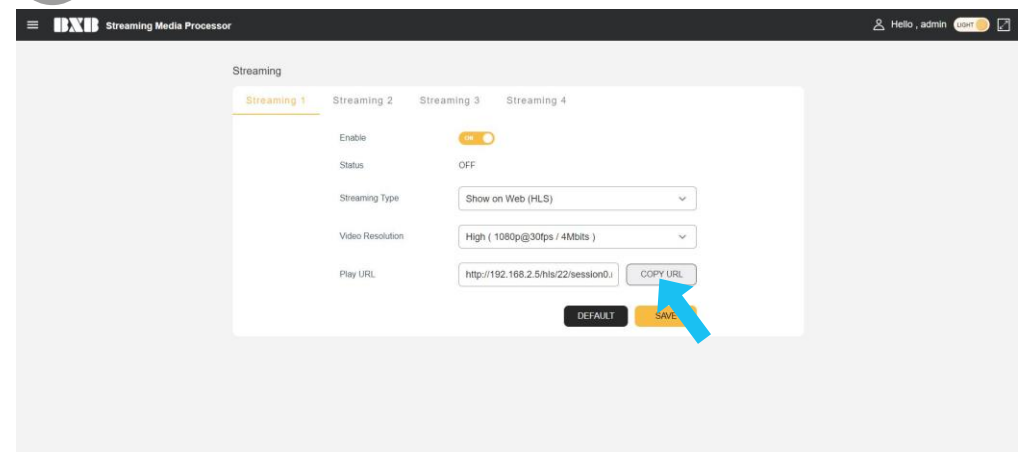 BXB Streaming Media Processor
Hello , admin LIGHT
Streaming
Streaming 1 Streaming 2 Streaming 3 Streaming 4
Enable ON
Status OFF
Streaming Type Show on Web (HLS)
Video Resolution High ( 1080p@30fps / 4Mbits )
Play URL http://192.168.2.5/hls/22/session0. COPY URL
DEFAULT SAVE